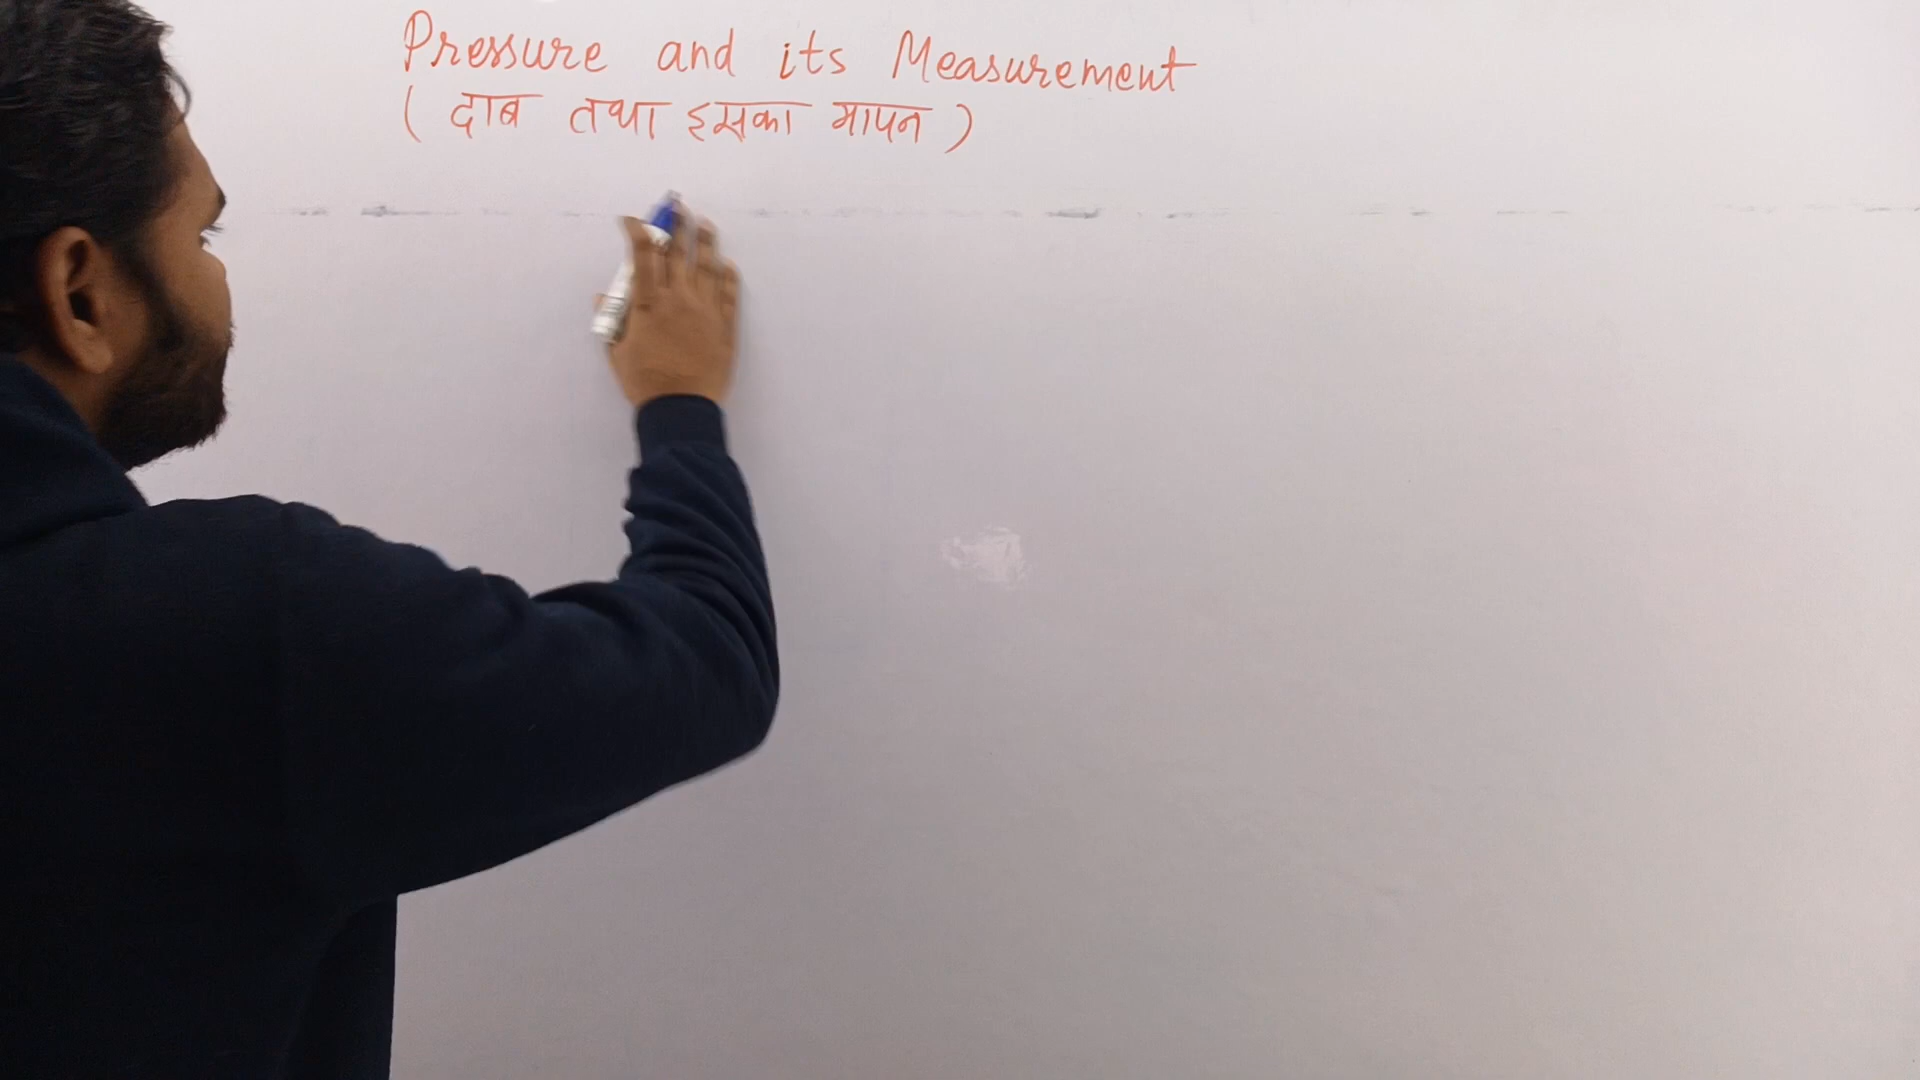 Pressure and its Measurement
( दाब तथा इसका मापन )